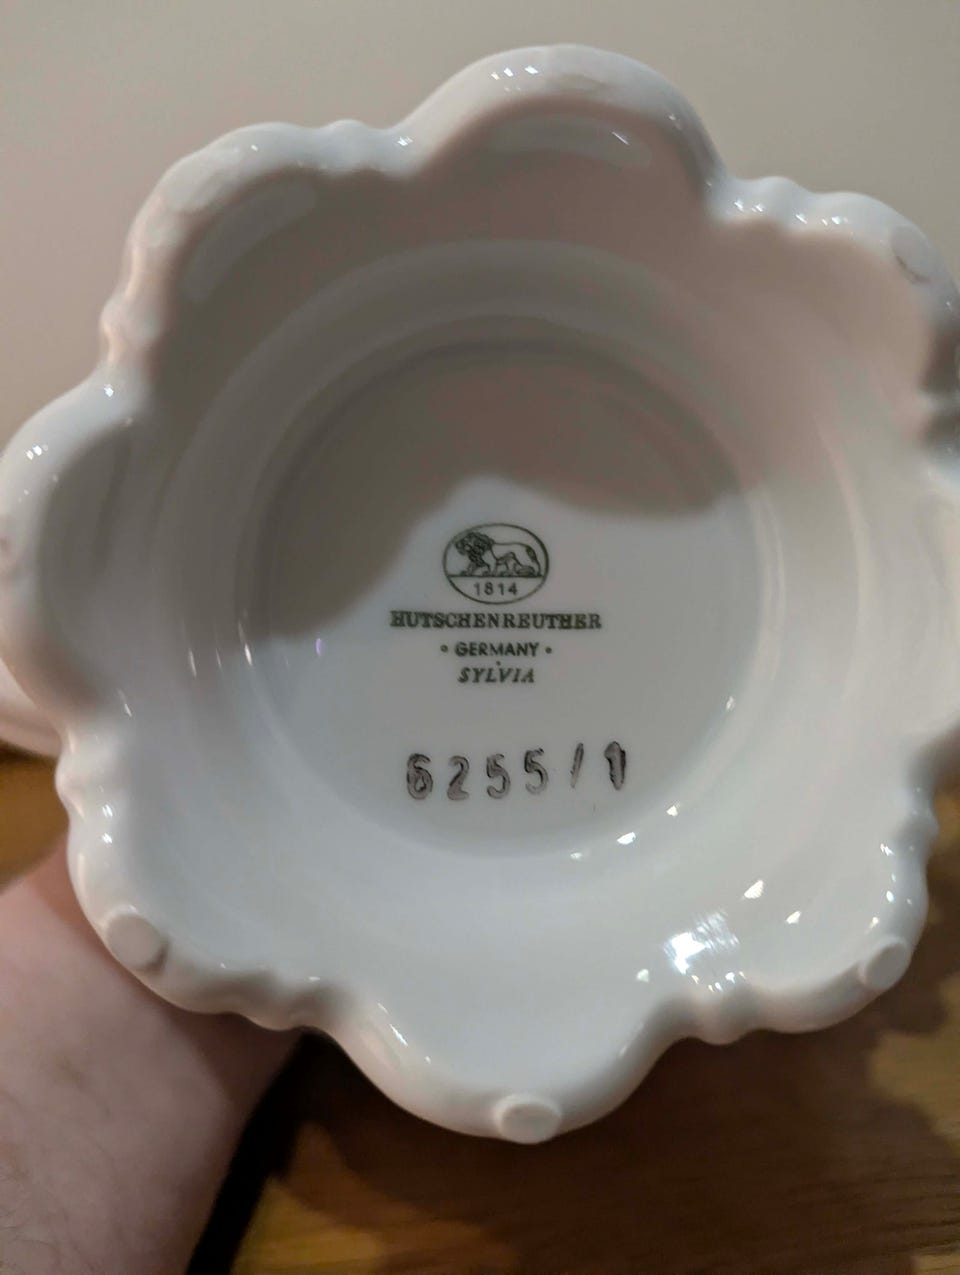 1814
HUTSCHENREUTHER
• GERMANY •
SYLVIA
6255/1